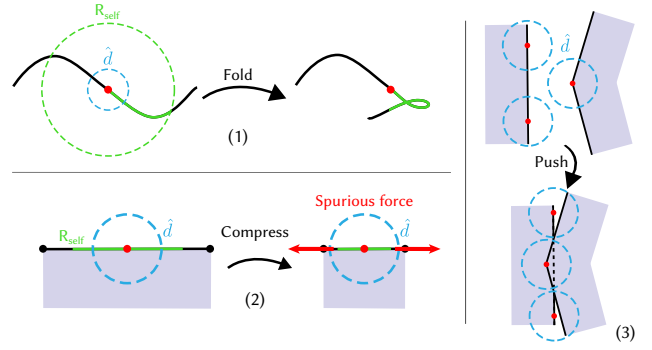 R_self
d̂
Fold
(1)
R_self
d̂
Compress
Spurious force
d̂
(2)
d̂
Push
(3)